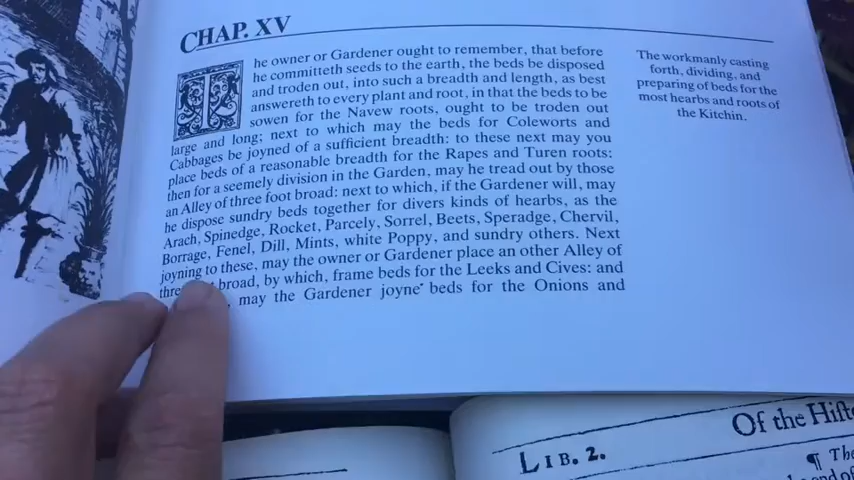 CHAP. XV
The owner or Gardener ought to remember, that before
he committeth seeds to the earth, the beds be disposed
and troden out, into such a breadth and length, as best
answereth to every plant and root, in that the beds to be
sowen for the Navew roots, ought to be troden out
large and long; next to which may the beds for Coleworts and
Cabbages be joyned of a sufficient breadth: to these next may you
place beds of a reasonable breadth for the Rapes and Turen roots:
then for a seemely division in the Garden, may he tread out by those
an Alley of three foot broad: next to which, if the Gardener will, may
he dispose sundry beds together for divers kinds of hearbs, as the
Arach, Spinedge, Rocket, Parcely, Sorrel, Beets, Speradge, Chervil,
Borrage, Fenel, Dill, Mints, white Poppy, and sundry others. Next
joyning to these, may the owner or Gardener place an other Alley of
broad, by which, frame beds for the Leeks and Cives: and
may the Gardener joyne beds for the Onions and
The workmanly casting
forth, dividing, and
preparing of beds for the
most hearbs and roots of
the Kitchin.
LIB. 2.
Of the
¶ The